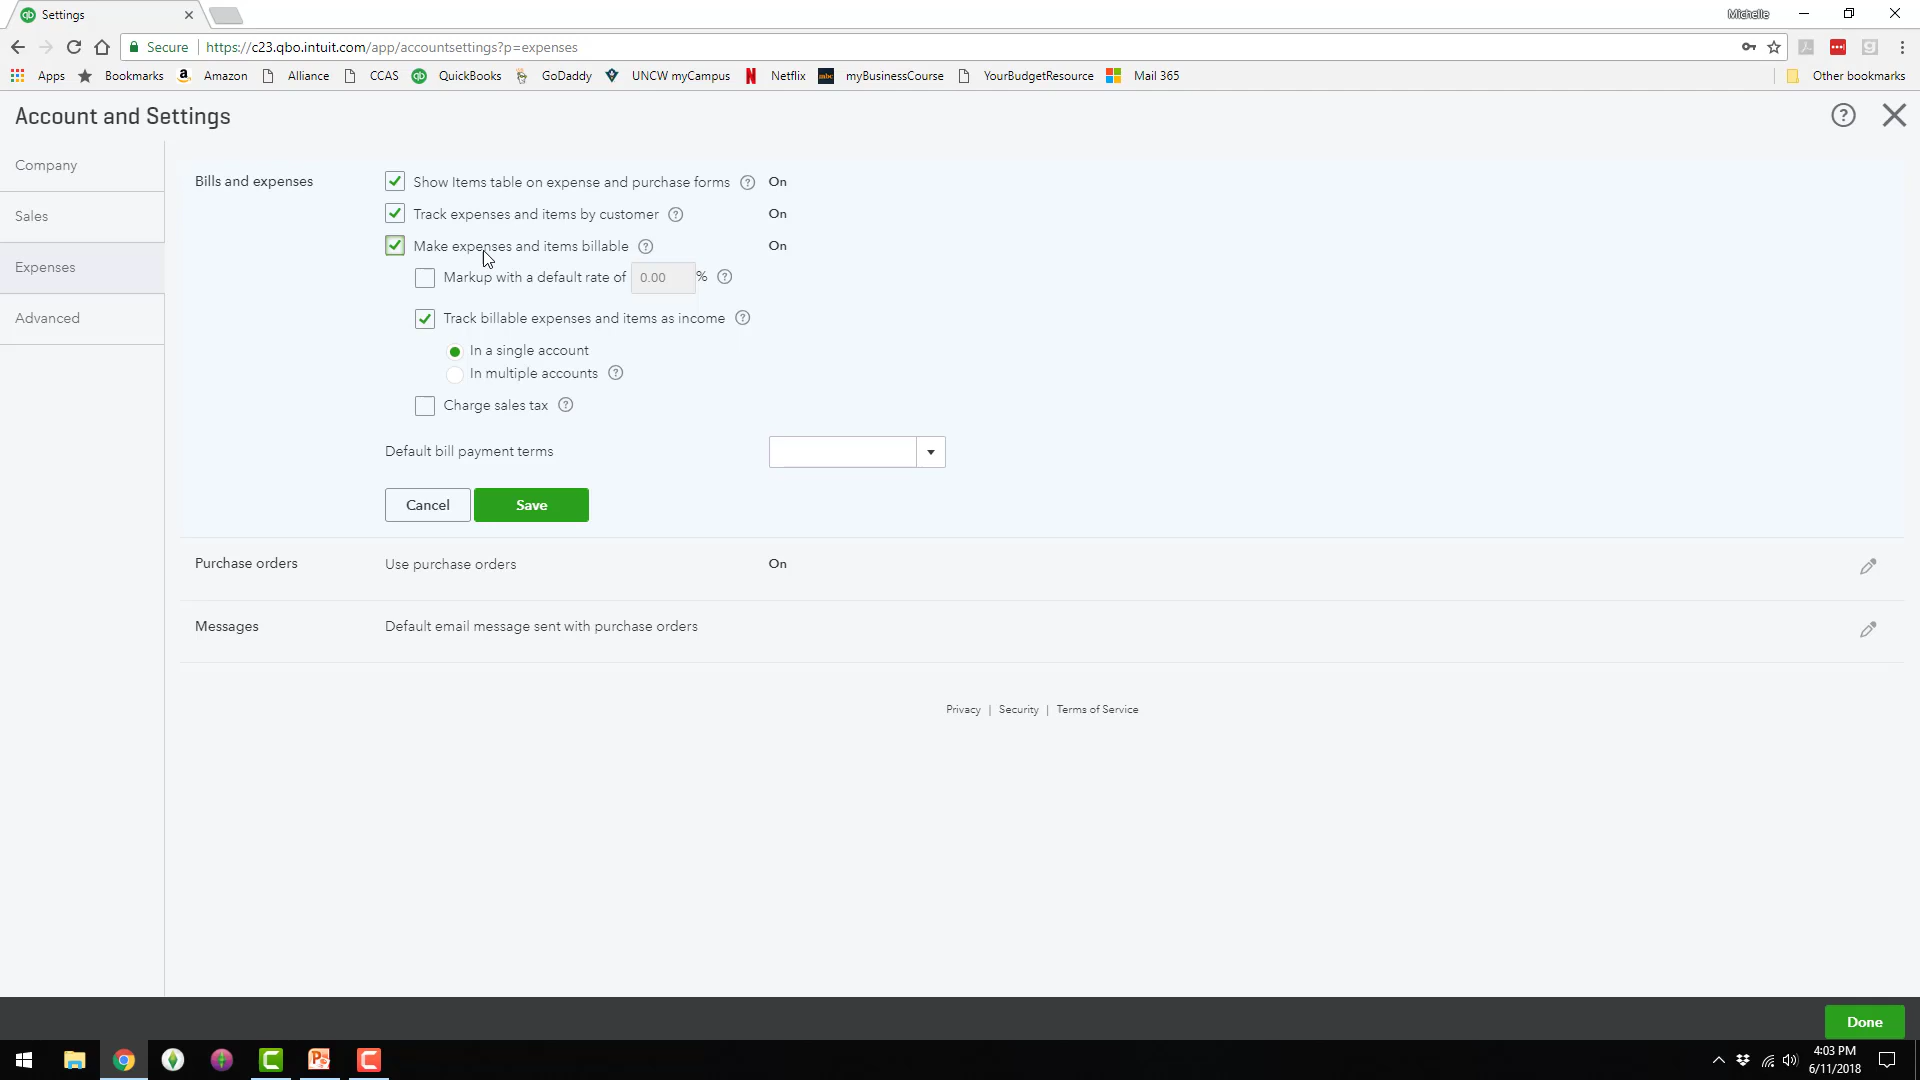 Settings
Michelle
Secure https://c23.qbo.intuit.com/app/accountsettings?p=expenses
Apps Bookmarks Amazon Alliance CCAS QuickBooks GoDaddy UNCW myCampus Netflix myBusinessCourse YourBudgetResource Mail 365 Other bookmarks
Account and Settings
Company
Sales
Expenses
Advanced
Bills and expenses
Show Items table on expense and purchase forms On
Track expenses and items by customer On
Make expenses and items billable On
Markup with a default rate of 0.00 %
Track billable expenses and items as income
In a single account
In multiple accounts
Charge sales tax
Default bill payment terms
Cancel Save
Purchase orders Use purchase orders On
Messages Default email message sent with purchase orders
Privacy | Security | Terms of Service
Done
4:03 PM
6/11/2018